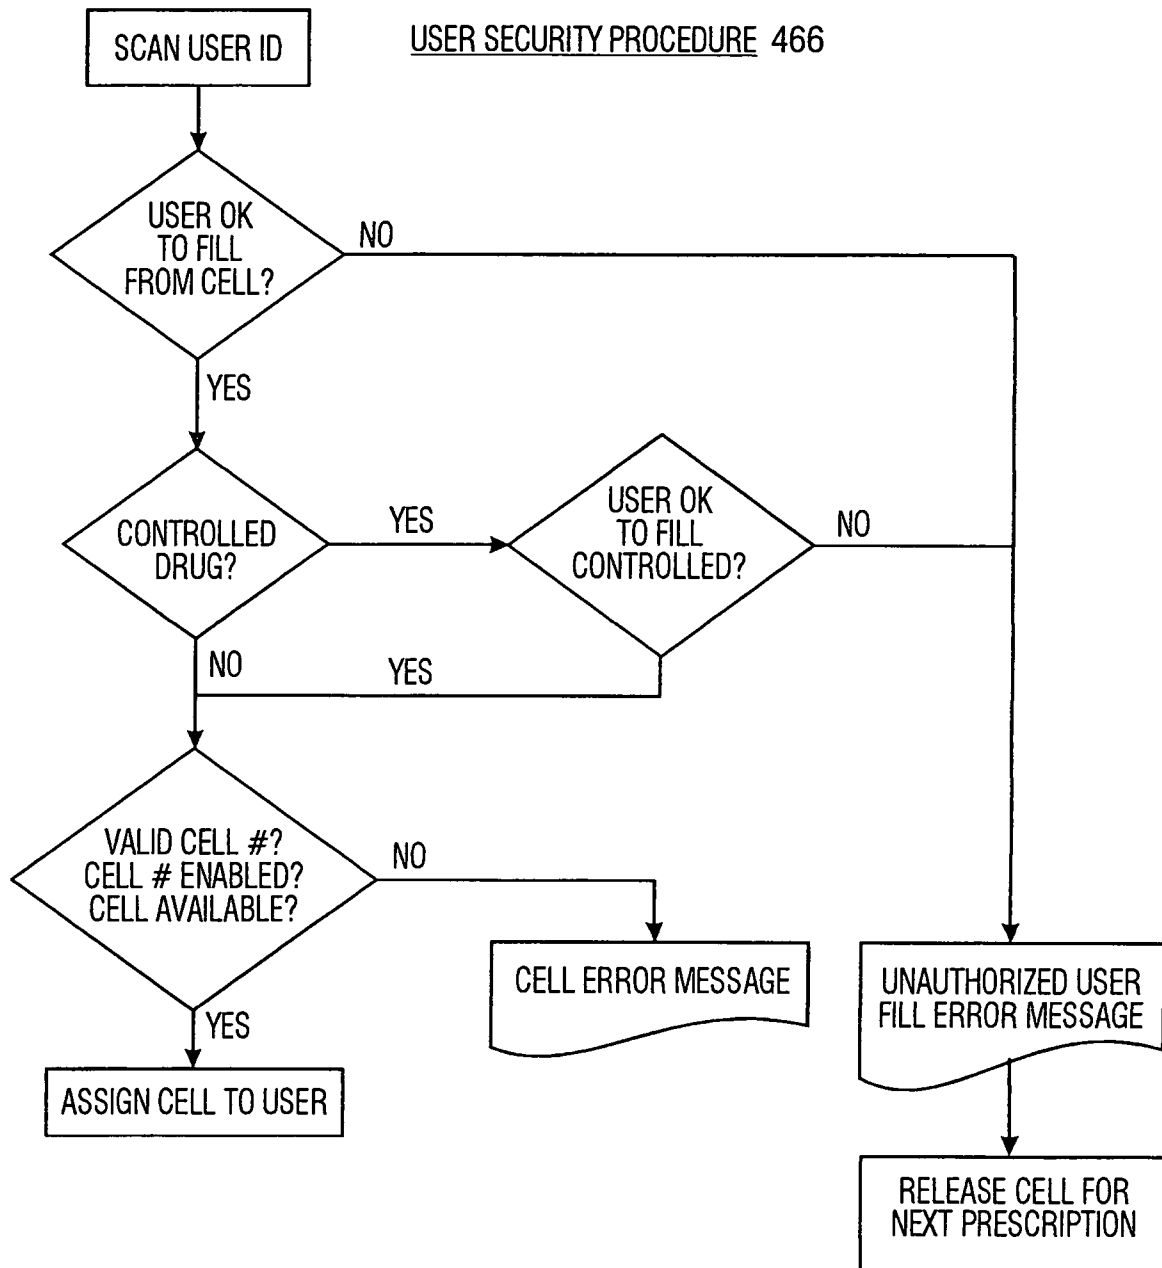 SCAN USER ID
USER SECURITY PROCEDURE 466
USER OK
TO FILL
FROM CELL?
NO
YES
CONTROLLED
DRUG?
YES
USER OK
TO FILL
CONTROLLED?
NO
NO
YES
VALID CELL #?
CELL # ENABLED?
CELL AVAILABLE?
NO
YES
CELL ERROR MESSAGE
UNAUTHORIZED USER
FILL ERROR MESSAGE
ASSIGN CELL TO USER
RELEASE CELL FOR
NEXT PRESCRIPTION